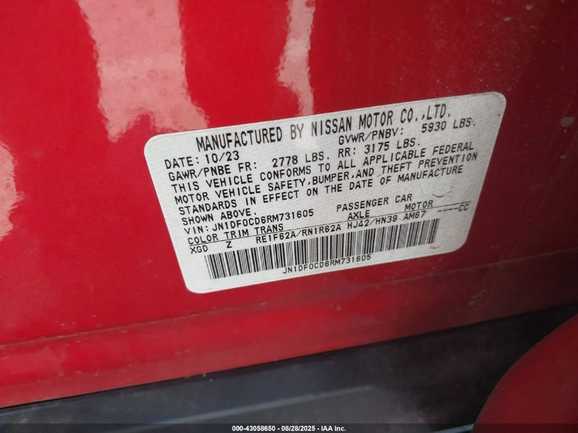 MANUFACTURED BY NISSAN MOTOR CO.,LTD.
DATE: 10/23 GVWR/PNBV: 5930 LBS.
GAWR/PNBE FR: 2778 LBS. RR: 3175 LBS.
THIS VEHICLE CONFORMS TO ALL APPLICABLE FEDERAL
MOTOR VEHICLE SAFETY,BUMPER,AND THEFT PREVENTION
STANDARDS IN EFFECT ON THE DATE OF MANUFACTURE
SHOWN ABOVE.
VIN: JN1DF0CD6RM731605 PASSENGER CAR
COLOR TRIM TRANS AXLE MOTOR
XGD Z RE1F62A/RN1R62A HJ42/HN39 AM67 ----EE
JN1DF0CD6RM731605
000-43058650 - 08/28/2025 - IAA Inc.